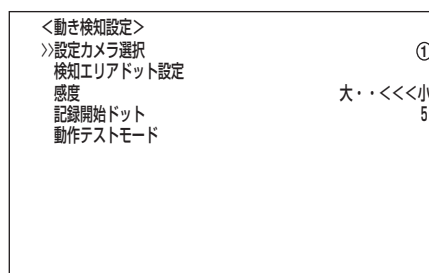 ＜動き検知設定＞
>>設定カメラ選択 ①
検知エリアドット設定
感度 大・・＜＜＜小
記録開始ドット 5
動作テストモード